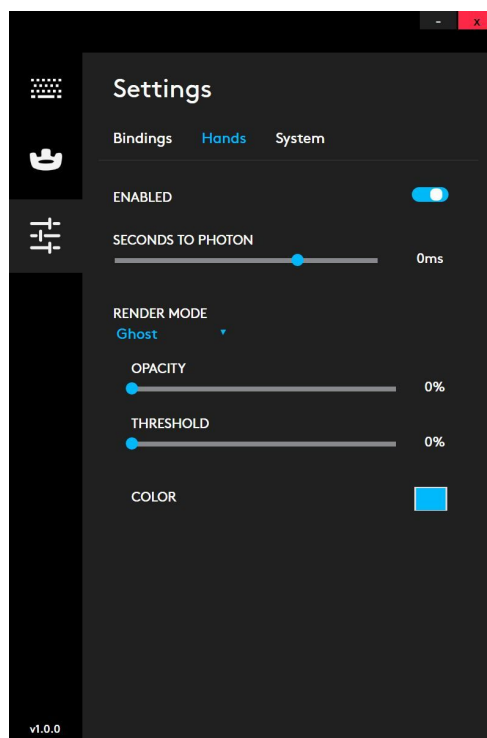 - x
Settings
Bindings Hands System
ENABLED
SECONDS TO PHOTON
0ms
RENDER MODE
Ghost
OPACITY
0%
THRESHOLD
0%
COLOR
v1.0.0